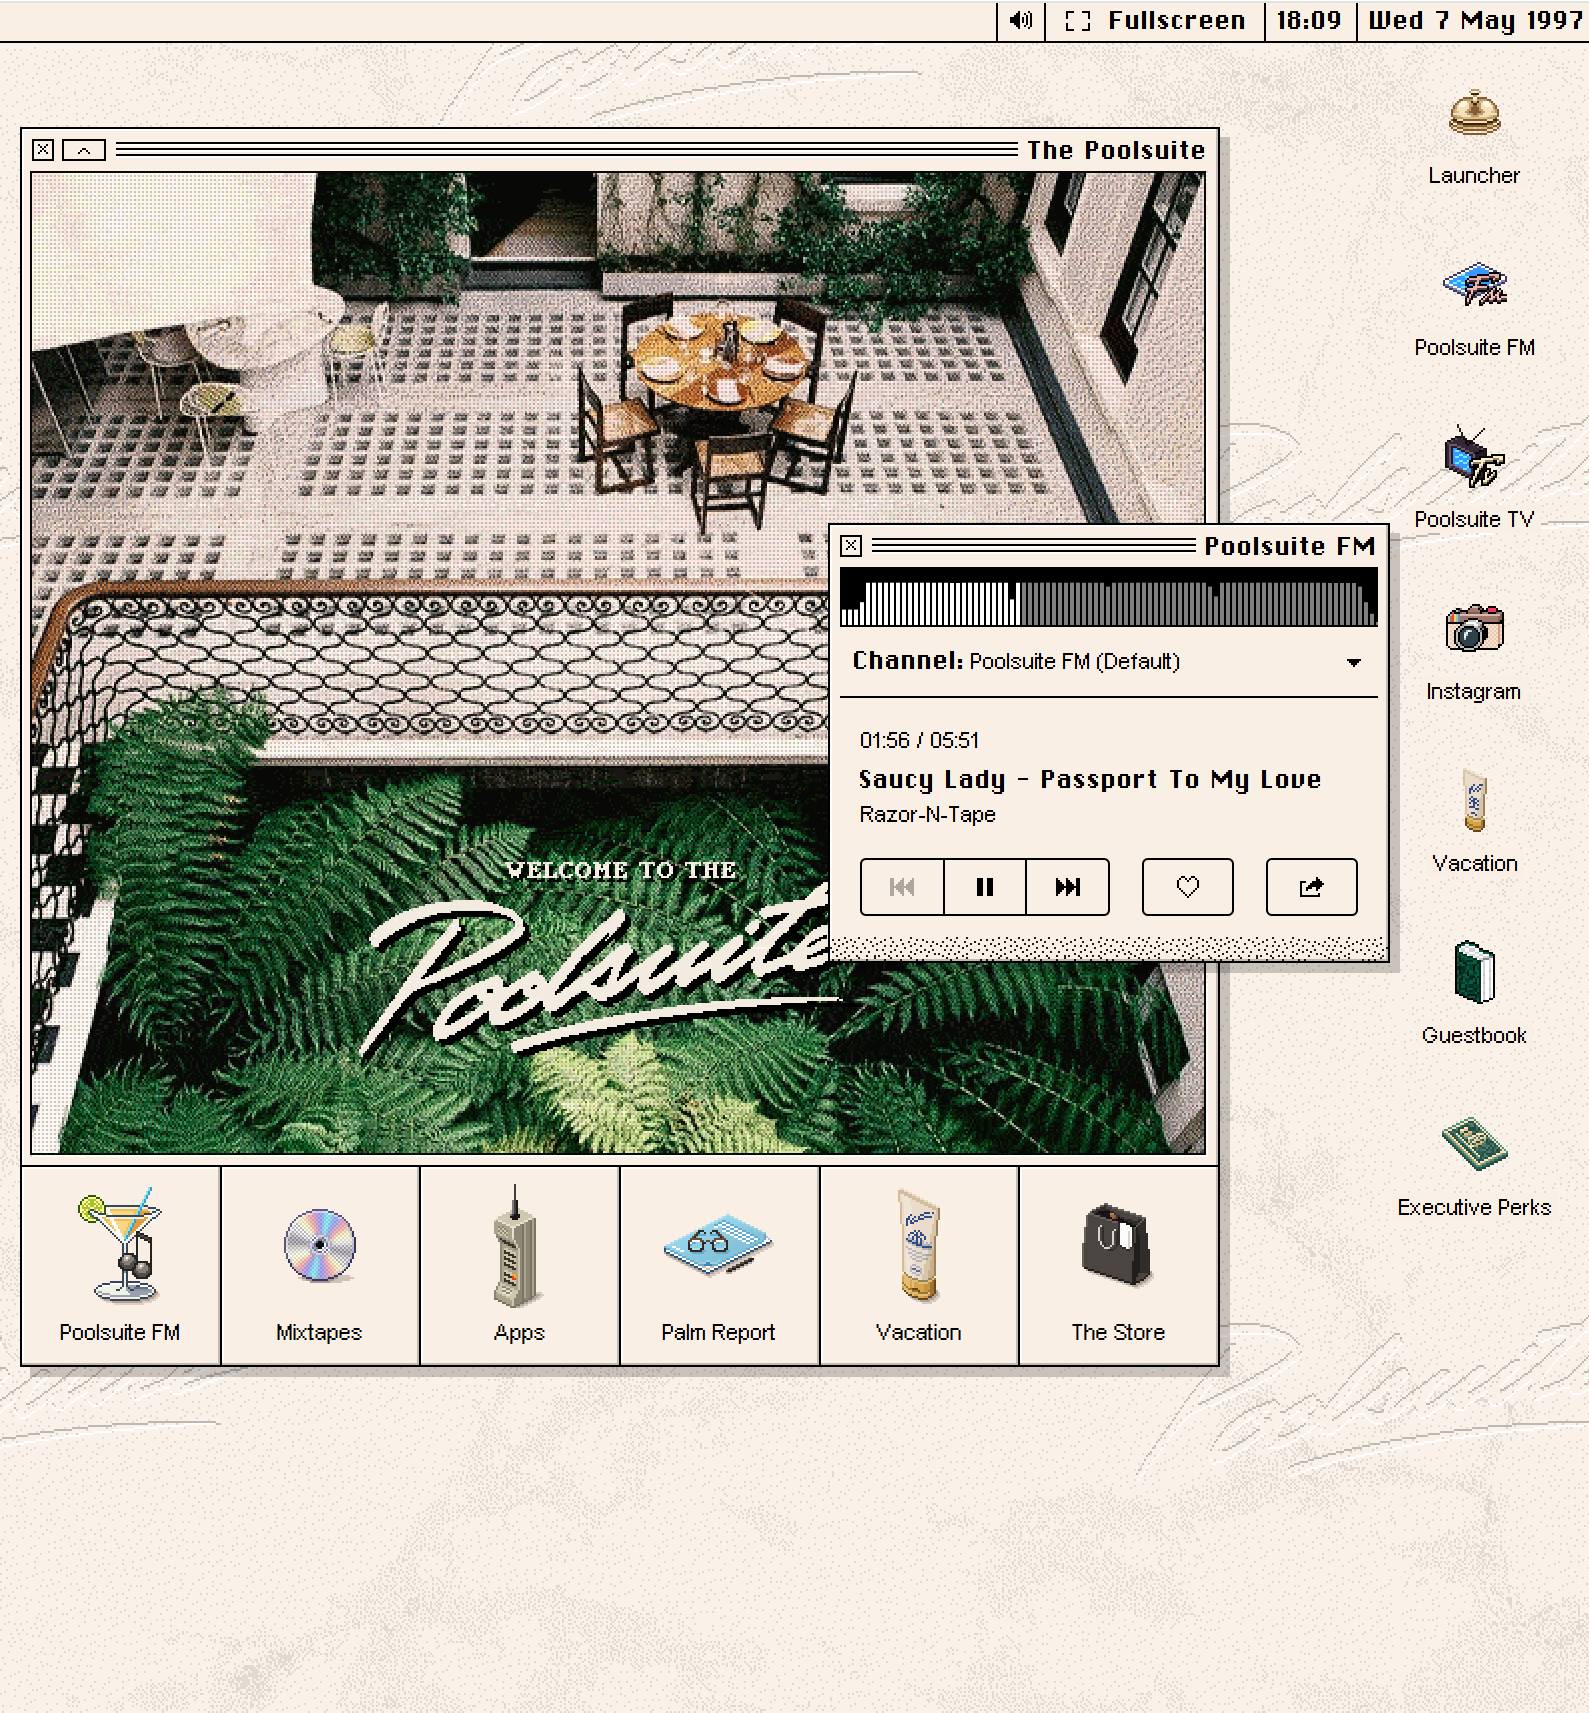 Fullscreen
18:09
Wed 7 May 1997
The Poolsuite
WELCOME TO THE
Poolsuite
Poolsuite FM
Channel: Poolsuite FM (Default)
01:56 / 05:51
Saucy Lady - Passport To My Love
Razor-N-Tape
Launcher
Poolsuite FM
Poolsuite TV
Instagram
Vacation
Guestbook
Executive Perks
Poolsuite FM
Mixtapes
Apps
Palm Report
Vacation
The Store